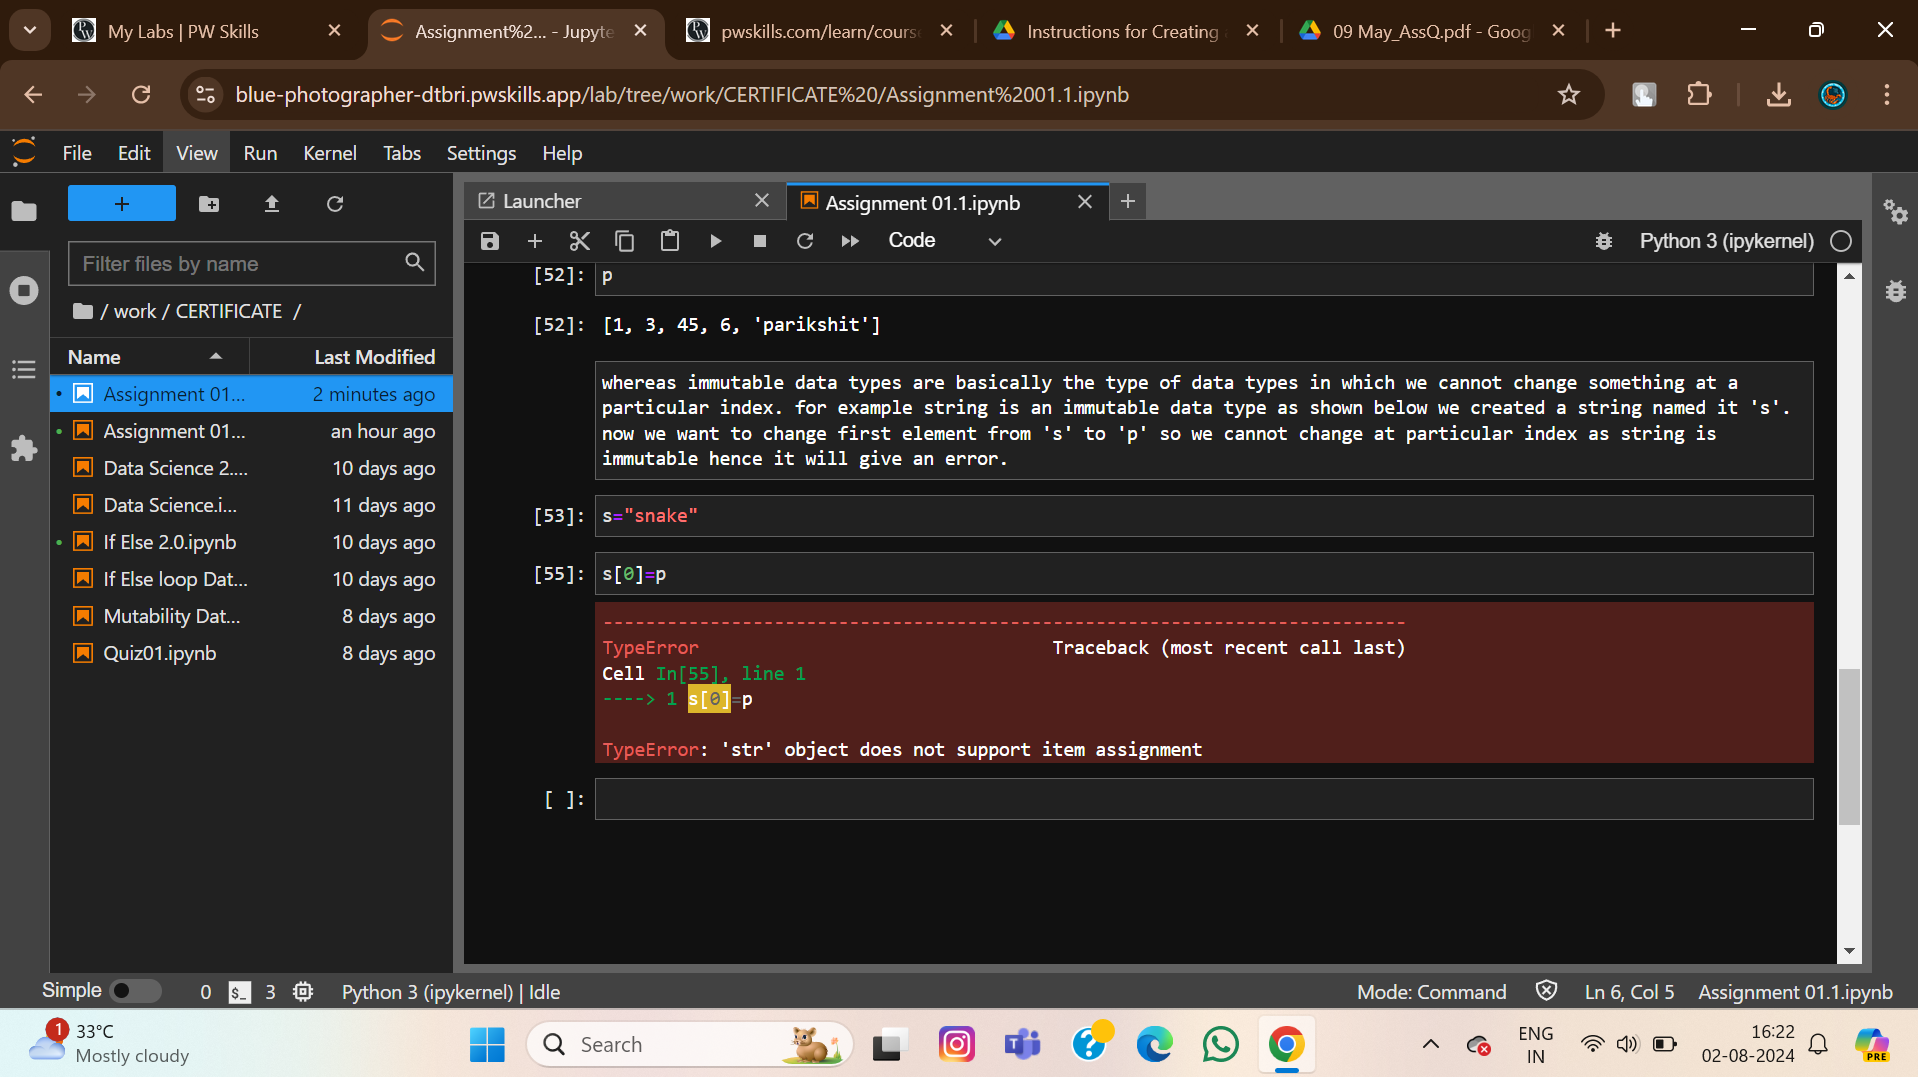 My Labs | PW Skills
Assignment%2... - Jupyte
pwskills.com/learn/cours
Instructions for Creating
09 May_AssQ.pdf - Goog
blue-photographer-dtbri.pwskills.app/lab/tree/work/CERTIFICATE%20/Assignment%2001.1.ipynb
File Edit View Run Kernel Tabs Settings Help
Launcher
Assignment 01.1.ipynb
Code
Python 3 (ipykernel)
Filter files by name
/ work / CERTIFICATE /
Name Last Modified
Assignment 01... 2 minutes ago
Assignment 01... an hour ago
Data Science 2.... 10 days ago
Data Science.i... 11 days ago
If Else 2.0.ipynb 10 days ago
If Else loop Dat... 10 days ago
Mutability Dat... 8 days ago
Quiz01.ipynb 8 days ago
[52]: p
[52]: [1, 3, 45, 6, 'parikshit']
whereas immutable data types are basically the type of data types in which we cannot change something at a
particular index. for example string is an immutable data type as shown below we created a string named it 's'.
now we want to change first element from 's' to 'p' so we cannot change at particular index as string is
immutable hence it will give an error.
[53]: s="snake"
[55]: s[0]=p
---------------------------------------------------------------------------
TypeError Traceback (most recent call last)
Cell In[55], line 1
----> 1 s[0]=p
TypeError: 'str' object does not support item assignment
[ ]:
Simple 0 $_ 3 Python 3 (ipykernel) | Idle
Mode: Command Ln 6, Col 5 Assignment 01.1.ipynb
1
33°C
Mostly cloudy
Search
ENG
IN
16:22
02-08-2024
PRE